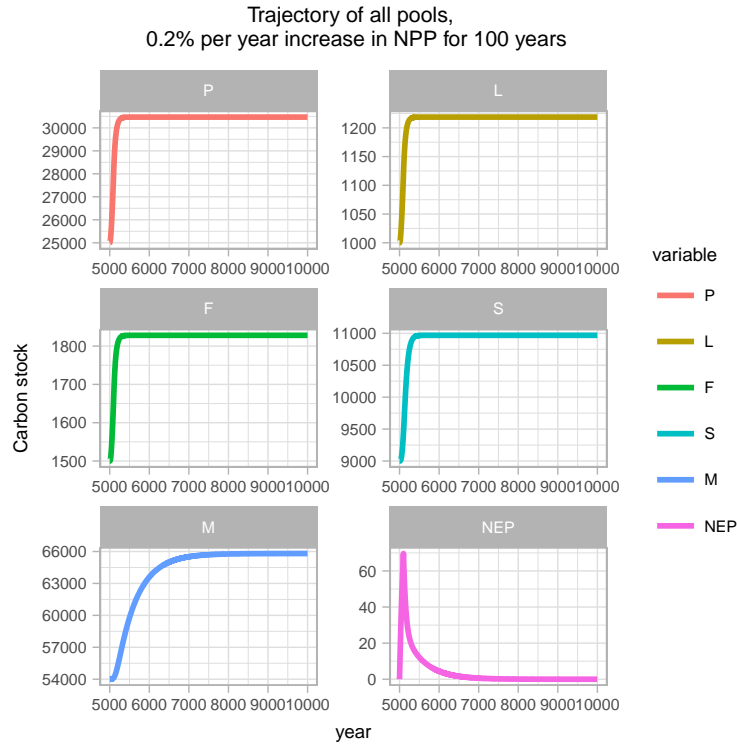 Trajectory of all pools,
0.2% per year increase in NPP for 100 years
P
L
30000
29000
28000
27000
26000
25000
5000 6000 7000 8000 900010000
1200
1150
1100
1050
1000
5000 6000 7000 8000 900010000
F
S
1800
1700
1600
1500
5000 6000 7000 8000 900010000
11000
10500
10000
9500
9000
5000 6000 7000 8000 900010000
M
NEP
66000
63000
60000
57000
54000
5000 6000 7000 8000 900010000
60
40
20
0
5000 6000 7000 8000 900010000
Carbon stock
year
variable
P
L
F
S
M
NEP